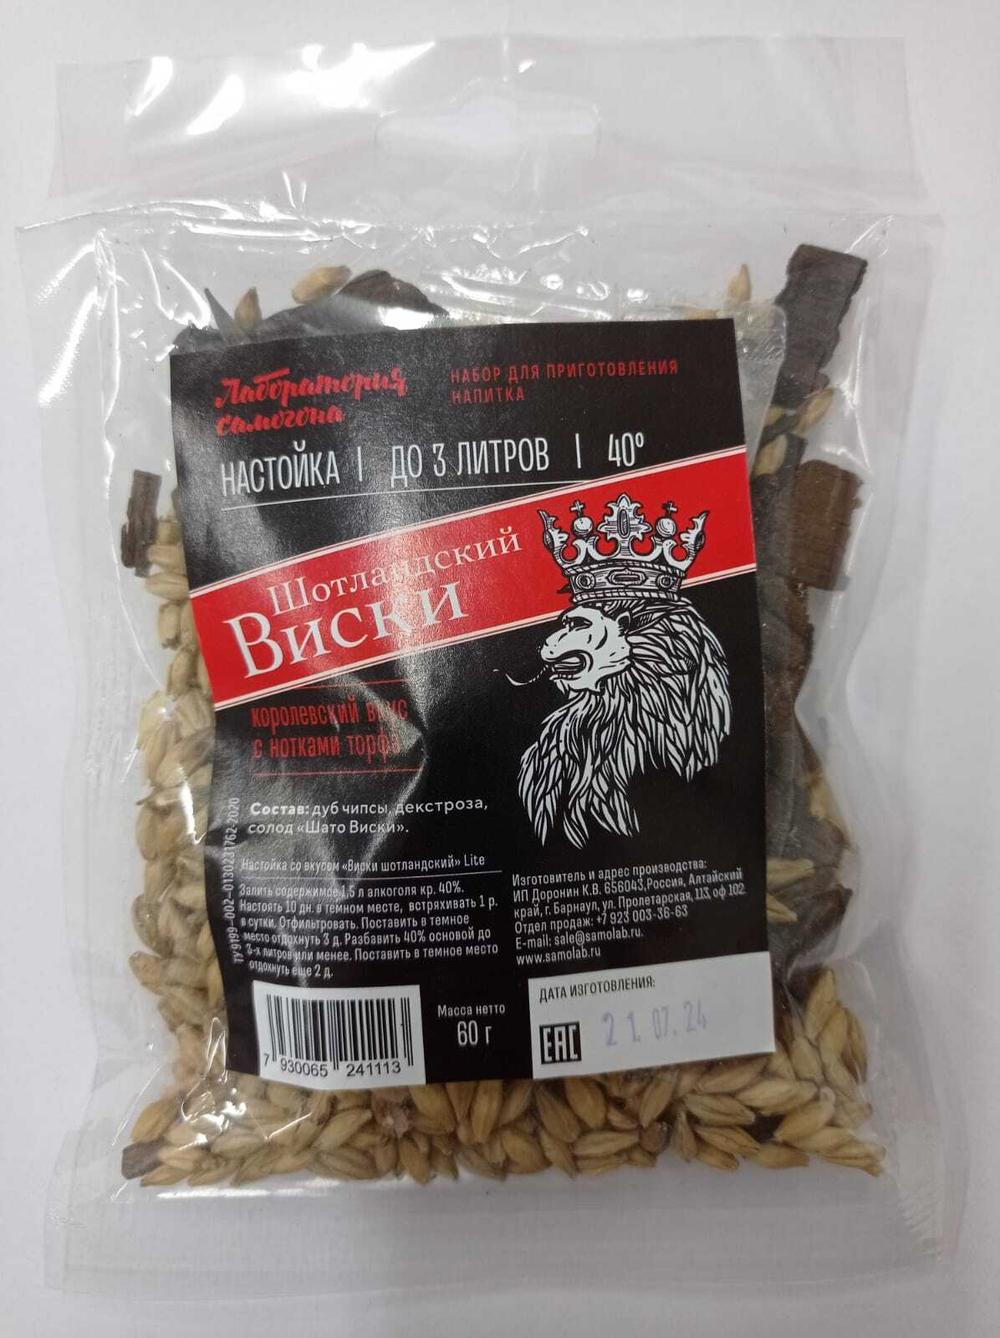 Лаборатория
самогона
НАБОР ДЛЯ ПРИГОТОВЛЕНИЯ
НАПИТКА
НАСТОЙКА | ДО 3 ЛИТРОВ | 40°
Шотландский
Виски
королевский вкус
с нотками торфа
Состав: дуб чипсы, декстроза,
солод «Шато Виски».
Настойка со вкусом «Виски шотландский» Lite
Залить содержимое 1,5 л алкоголя кр. 40%.
Настоять 10 дн. в темном месте, встряхивать 1 р.
в сутки. Отфильтровать. Поставить в темное
место отдохнуть 3 д. Разбавить 40% основой до
3-х литров или менее. Поставить в темное место
отдохнуть еще 2 д.
ТУ 9199-002-0130231762-2020
Изготовитель и адрес производства:
ИП Доронин К.В. 656043,Россия, Алтайский
край, г. Барнаул, ул. Пролетарская, 113, оф 102.
Отдел продаж: +7 923 003-36-63
E-mail: sale@samolab.ru.
www.samolab.ru
7 930065 241113
Масса нетто
60 г
ДАТА ИЗГОТОВЛЕНИЯ:
EAC
21.07.24